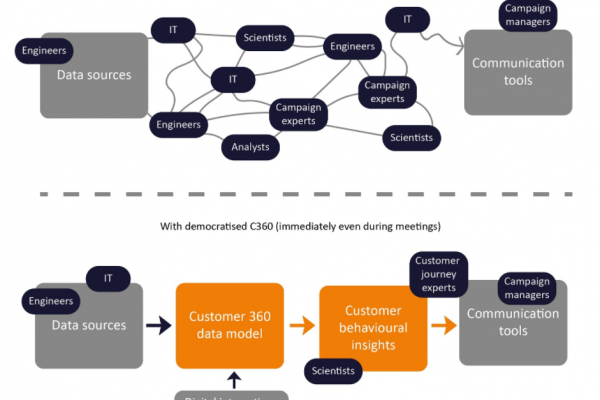 Engineers
Data sources
IT
Scientists
Engineers
IT
Campaign
managers
Communication
tools
IT
Engineers
Analysts
Campaign
experts
Campaign
experts
Scientists
With democratised C360 (immediately even during meetings)
Engineers
IT
Data sources
Customer 360
data model
Customer
behavioural
insights
Scientists
Customer
journey
experts
Campaign
managers
Communication
tools